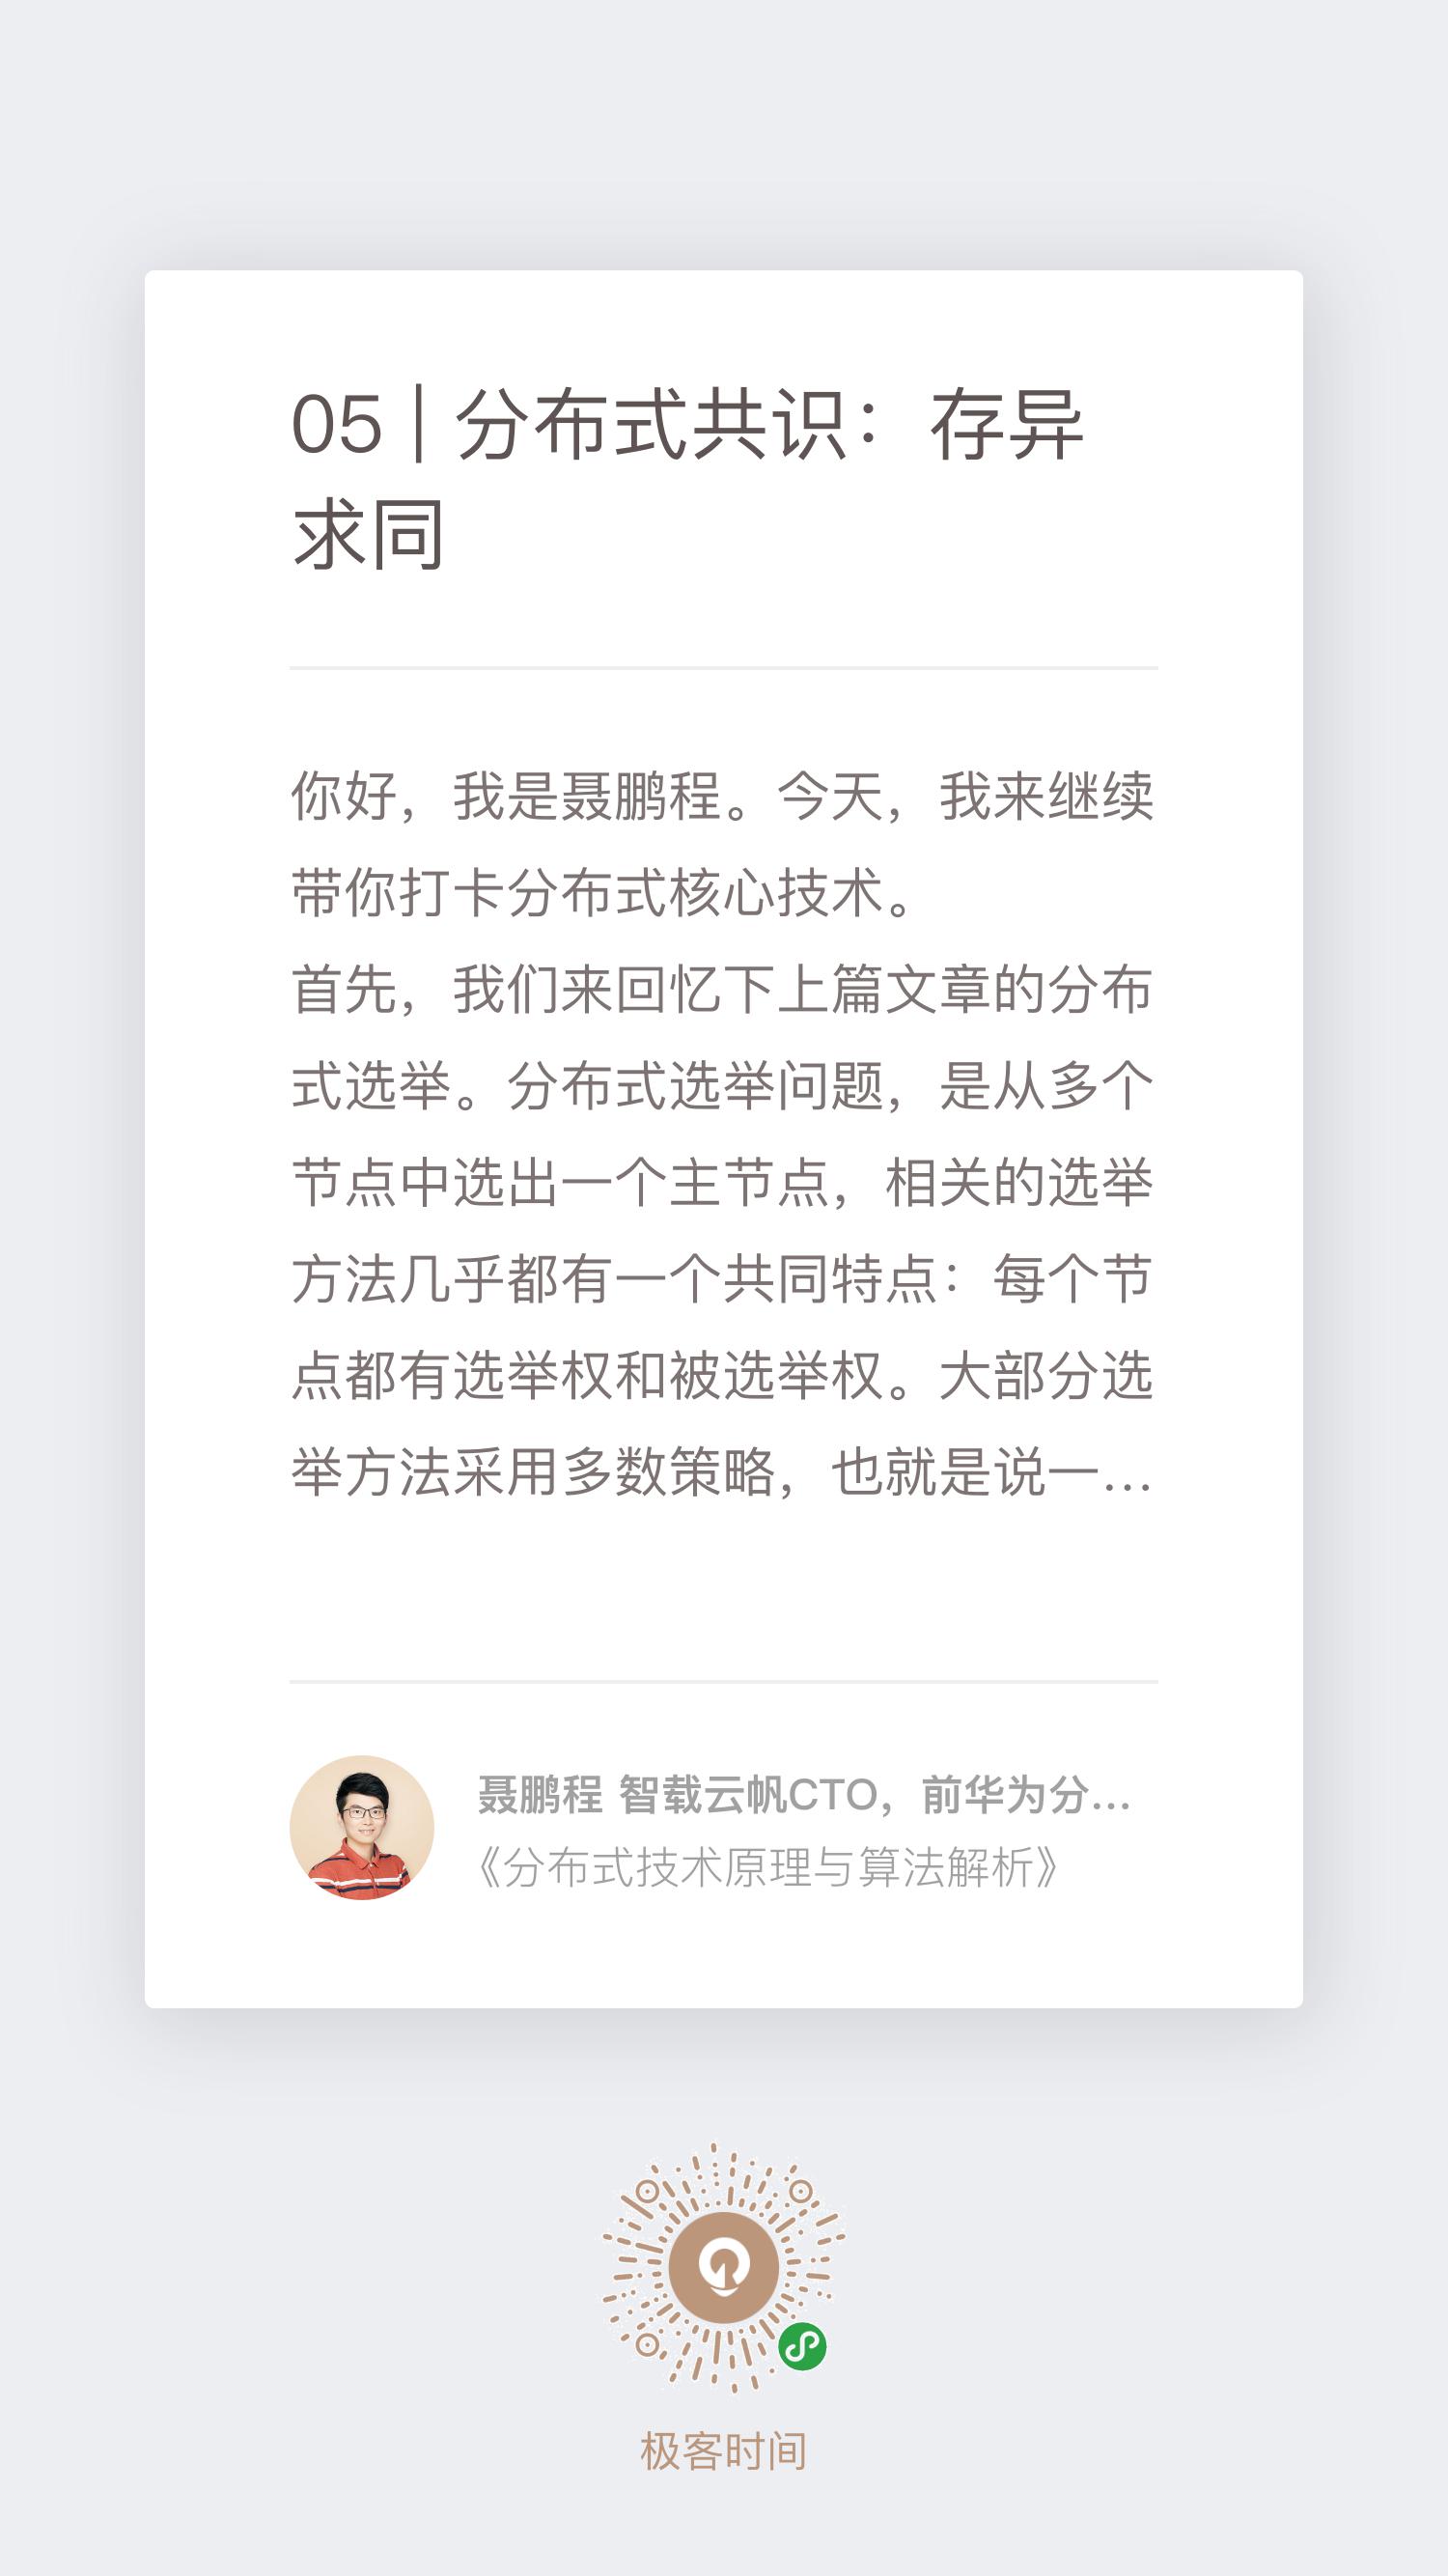 05 | 分布式共识：存异
求同
你好，我是聂鹏程。今天，我来继续
带你打卡分布式核心技术。
首先，我们来回忆下上篇文章的分布
式选举。分布式选举问题，是从多个
节点中选出一个主节点，相关的选举
方法几乎都有一个共同特点：每个节
点都有选举权和被选举权。大部分选
举方法采用多数策略，也就是说一...
聂鹏程 智载云帆CTO，前华为分...
《分布式技术原理与算法解析》
极客时间